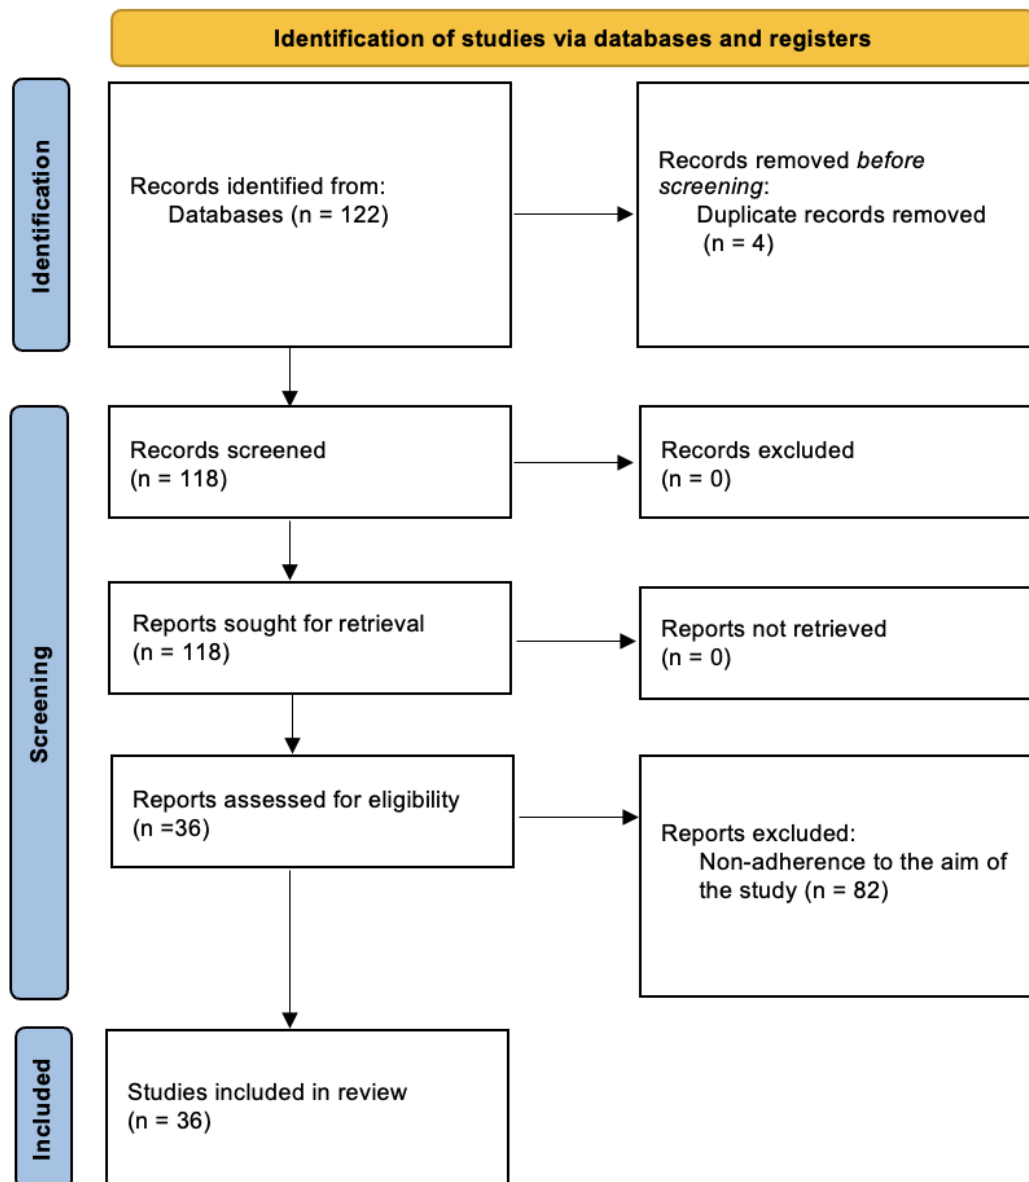 Identification of studies via databases and registers
Identification
Records identified from:
Databases (n = 122)
Records removed before
screening:
Duplicate records removed
(n = 4)
Screening
Records screened
(n = 118)
Records excluded
(n = 0)
Reports sought for retrieval
(n = 118)
Reports not retrieved
(n = 0)
Reports assessed for eligibility
(n =36)
Reports excluded:
Non-adherence to the aim of
the study (n = 82)
Included
Studies included in review
(n = 36)